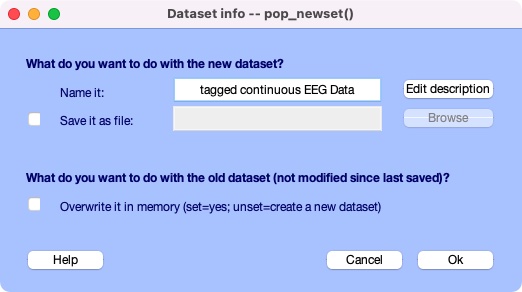 Dataset info -- pop_newset()
What do you want to do with the new dataset?
Name it: tagged continuous EEG Data Edit description
Save it as file: Browse
What do you want to do with the old dataset (not modified since last saved)?
Overwrite it in memory (set=yes; unset=create a new dataset)
Help Cancel Ok